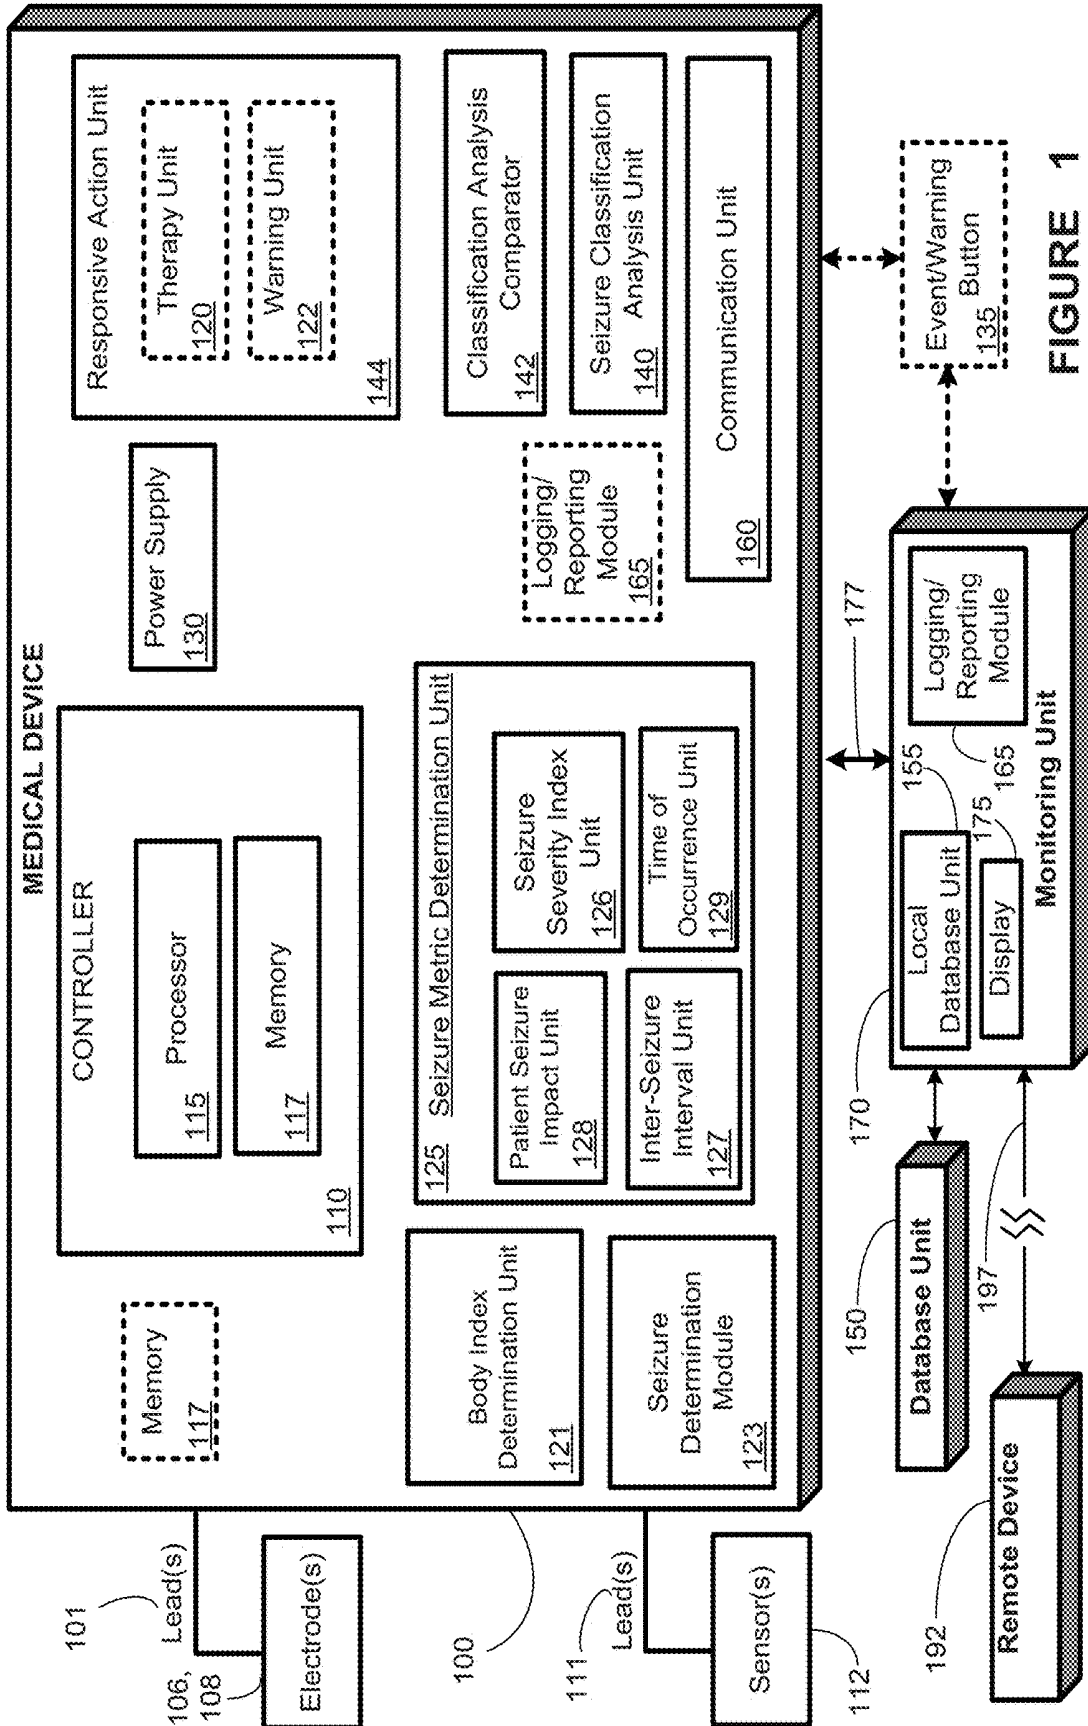 MEDICAL DEVICE
101
Lead(s)
106,
108
Electrode(s)
100
111
Lead(s)
Sensor(s)
112
Memory
117
CONTROLLER
Processor
115
Memory
117
110
Power Supply
130
Responsive Action Unit
Therapy Unit
120
Warning Unit
122
144
Body Index
Determination Unit
121
Seizure
Determination
Module
123
125 Seizure Metric Determination Unit
Patient Seizure
Impact Unit
128
Seizure
Severity Index
Unit
126
Inter-Seizure
Interval Unit
127
Time of
Occurrence Unit
129
Logging/
Reporting
Module
165
Classification Analysis
Comparator
142
Seizure Classification
Analysis Unit
140
Communication Unit
160
177
150
Database Unit
192
Remote Device
197
170
Local
Database Unit
155
Display
175
Logging/
Reporting
Module
165
Monitoring Unit
Event/Warning
Button
135
FIGURE 1